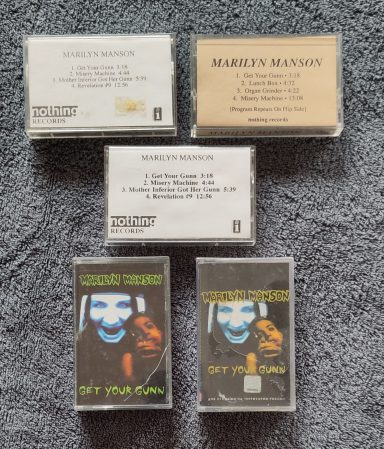 MARILYN MANSON
1. Get Your Gunn 3:18
2. Misery Machine 4:44
3. Mother Inferior Got Her Gunn 5:39
4. Revelation #9 12:56
nothing
RECORDS
MARILYN MANSON
1. Get Your Gunn • 3:18
2. Lunch Box • 4:32
3. Organ Grinder • 4:22
4. Misery Machine • 13:08
(Program Repeats On Flip Side)
nothing records
MARILYN MANSON
1. Get Your Gunn 3:18
2. Misery Machine 4:44
3. Mother Inferior Got Her Gunn 5:39
4. Revelation #9 12:56
nothing
RECORDS
MARILYN MANSON
GET YOUR GUNN
MARILYN MANSON
GET YOUR GUNN